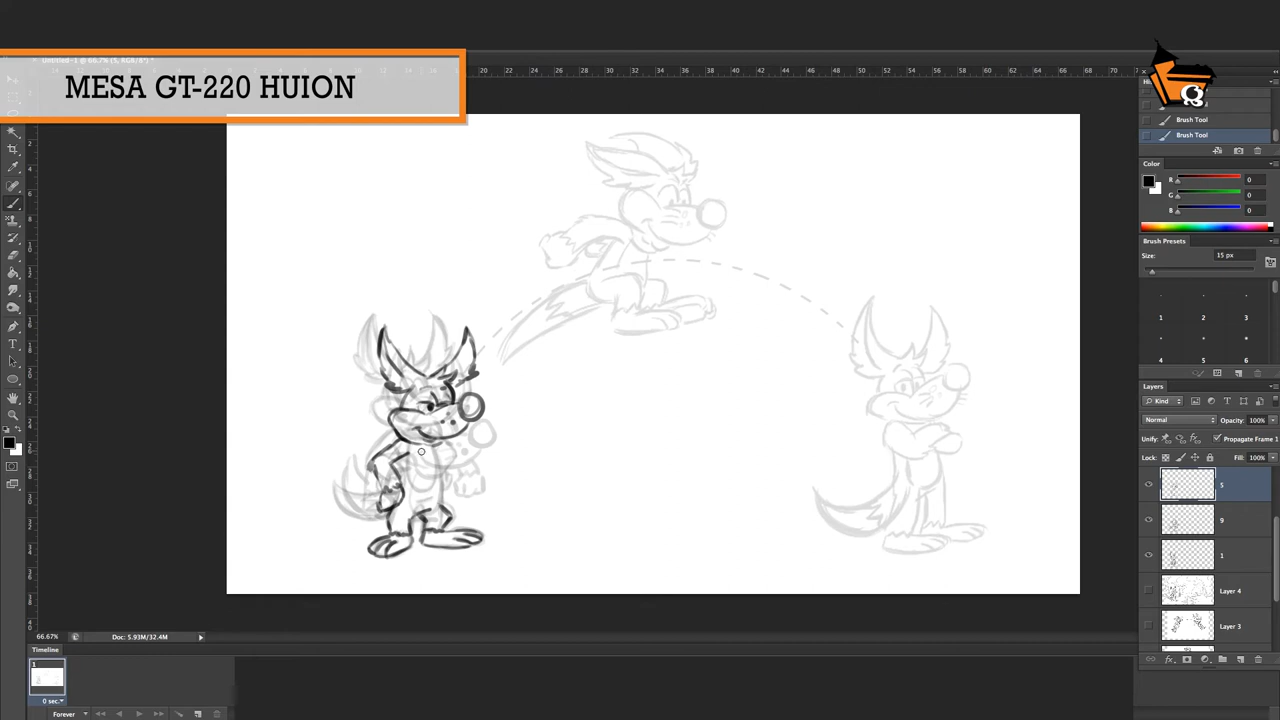 MESA GT-220 HUION
Brush Tool
Brush Tool
Color
R 0
G 0
B 0
Brush Presets
Size: 15 px
1 2 3
4 5 6
Layers
Kind
Normal Opacity: 100%
Unify: Propagate Frame 1
Lock: Fill: 100%
5
9
1
Layer 4
Layer 3
66.67% Doc: 5.93M/32.4M
Timeline
1
0 sec.
Forever